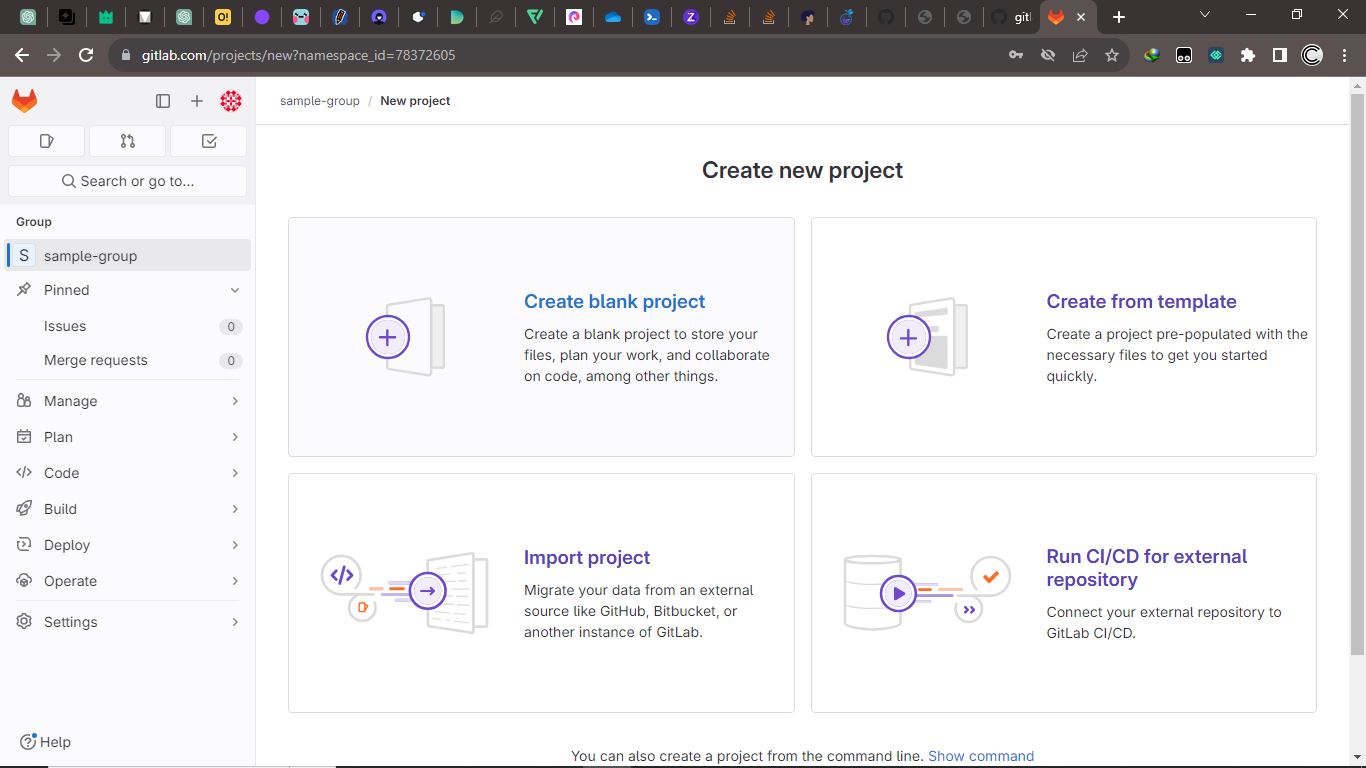 O!
git
gitlab.com/projects/new?namespace_id=78372605
sample-group / New project
Search or go to...
Group
S sample-group
Pinned
Issues 0
Merge requests 0
Manage
Plan
Code
Build
Deploy
Operate
Settings
Help
Create new project
Create blank project
Create a blank project to store your
files, plan your work, and collaborate
on code, among other things.
Create from template
Create a project pre-populated with the
necessary files to get you started
quickly.
Import project
Migrate your data from an external
source like GitHub, Bitbucket, or
another instance of GitLab.
Run CI/CD for external
repository
Connect your external repository to
GitLab CI/CD.
You can also create a project from the command line. Show command